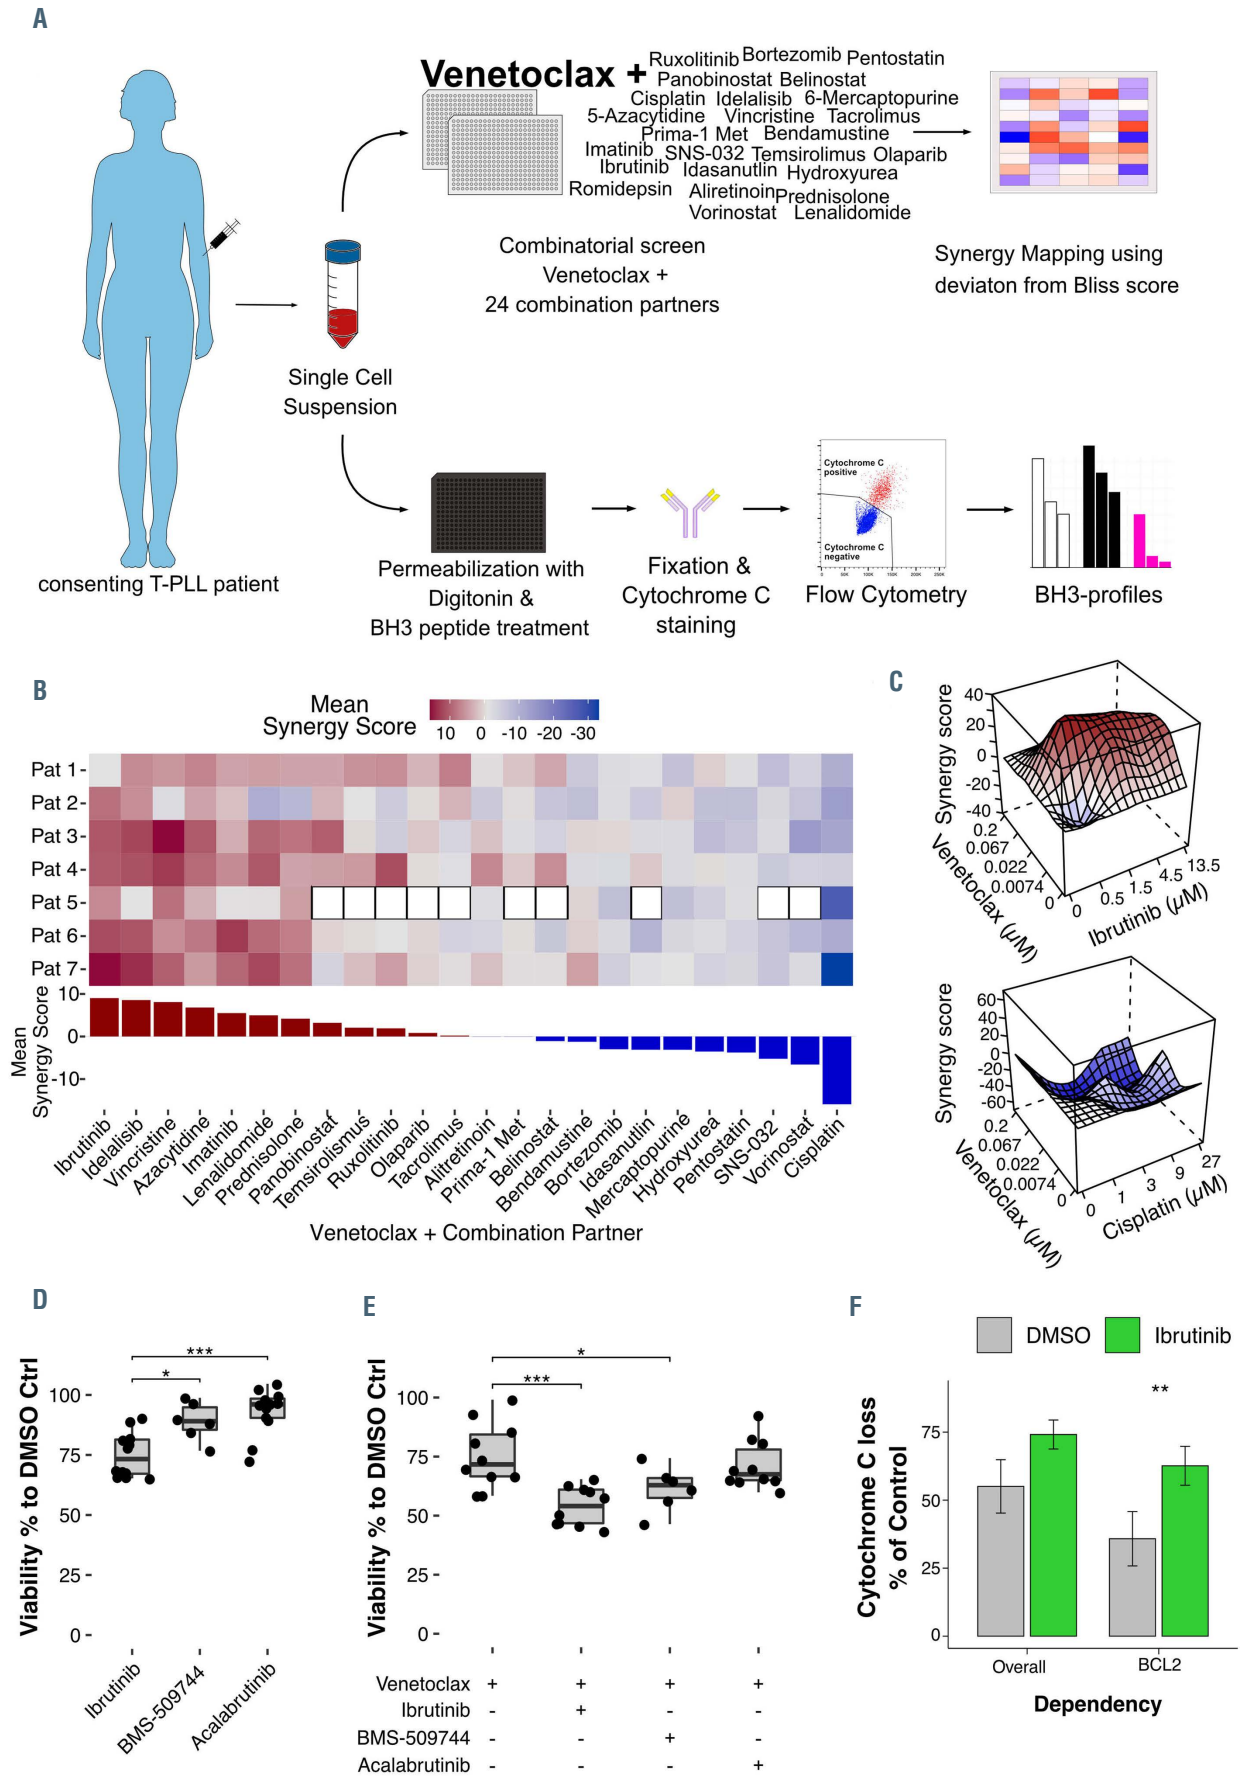 A
Venetoclax +
Ruxolitinib Bortezomib Pentostatin
Panobinostat Belinostat
Cisplatin Idelalisib 6-Mercaptopurine
5-Azacytidine Vincristine Tacrolimus
Prima-1 Met Bendamustine
Imatinib SNS-032 Temsirolimus Olaparib
Ibrutinib Idasanutlin Hydroxyurea
Romidepsin Aliretinoin Prednisolone
Vorinostat Lenalidomide
Combinatorial screen
Venetoclax +
24 combination partners
Synergy Mapping using
deviaton from Bliss score
Single Cell
Suspension
consenting T-PLL patient
Permeabilization with
Digitonin &
BH3 peptide treatment
Fixation &
Cytochrome C
staining
Cytochrome C
positive
Cytochrome C
negative
0 50K 100K 150K 200K 250K
Flow Cytometry
BH3-profiles
B
Mean
Synergy Score
10 0 -10 -20 -30
Pat 1
Pat 2
Pat 3
Pat 4
Pat 5
Pat 6
Pat 7
Mean
Synergy Score
10
0
-10
Ibrutinib
Idelalisib
Vincristine
Azacytidine
Imatinib
Lenalidomide
Prednisolone
Panobinostat
Temsirolismus
Ruxolitinib
Olaparib
Tacrolimus
Alitretinoin
Prima-1 Met
Belinostat
Bendamustine
Bortezomib
Idasanutlin
Mercaptopuriné
Hydroxyurea
Pentostatin
SNS-032
Vorinostat
Cisplatin
Venetoclax + Combination Partner
C
Synergy score
40
20
0
-20
-40
0.2
0.067
0.022
0.0074
0
Venetoclax (µM)
0
0.5
1.5
4.5
13.5
Ibrutinib (µM)
Synergy score
60
40
20
0
-20
-40
-60
0.2
0.067
0.022
0.0074
0
Venetoclax (µM)
0
1
3
9
27
Cisplatin (µM)
D
Viability % to DMSO Ctrl
100
75
50
25
0
***
*
Ibrutinib
BMS-509744
Acalabrutinib
E
Viability % to DMSO Ctrl
100
75
50
25
0
*
***
Venetoclax + + + +
Ibrutinib - + - -
BMS-509744 - - + -
Acalabrutinib - - - +
F
DMSO Ibrutinib
Cytochrome C loss
% of Control
75
50
25
0
**
Overall BCL2
Dependency